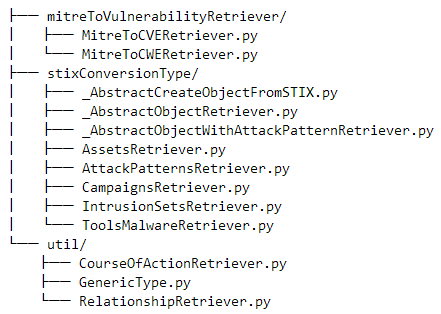 ├── mitreToVulnerabilityRetriever/
│   ├── MitreToCVERetriever.py
│   └── MitreToCWERetriever.py
├── stixConversionType/
│   ├── _AbstractCreateObjectFromSTIX.py
│   ├── _AbstractObjectRetriever.py
│   ├── _AbstractObjectWithAttackPatternRetriever.py
│   ├── AssetsRetriever.py
│   ├── AttackPatternsRetriever.py
│   ├── CampaignsRetriever.py
│   ├── IntrusionSetsRetriever.py
│   └── ToolsMalwareRetriever.py
└── util/
    ├── CourseOfActionRetriever.py
    ├── GenericType.py
    └── RelationshipRetriever.py